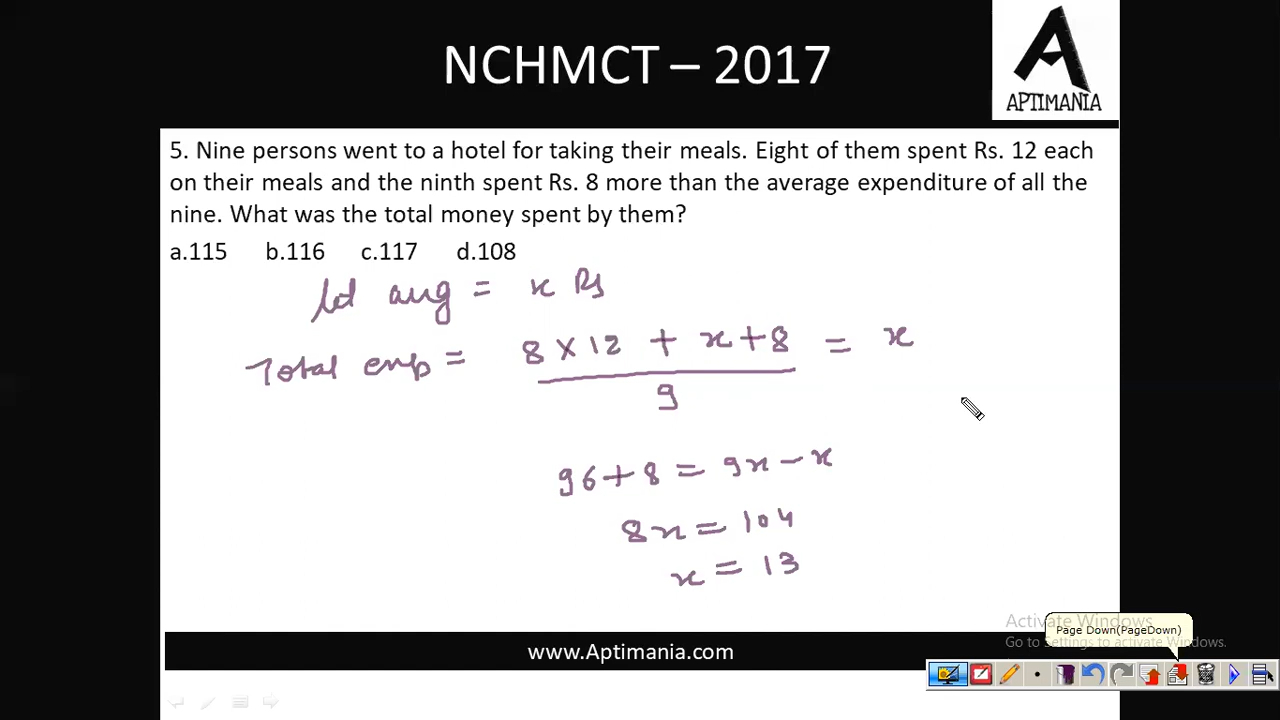 NCHMCT – 2017
APTIMANIA
5. Nine persons went to a hotel for taking their meals. Eight of them spent Rs. 12 each
on their meals and the ninth spent Rs. 8 more than the average expenditure of all the
nine. What was the total money spent by them?
a.115 b.116 c.117 d.108
let avg = x Rs
Total exp = 8 × 12 + x + 8 = x
9
96 + 8 = 9x – x
8x = 104
x = 13
Activate Windows
Page Down(PageDown)
Go to Settings to activate Windows.
www.Aptimania.com